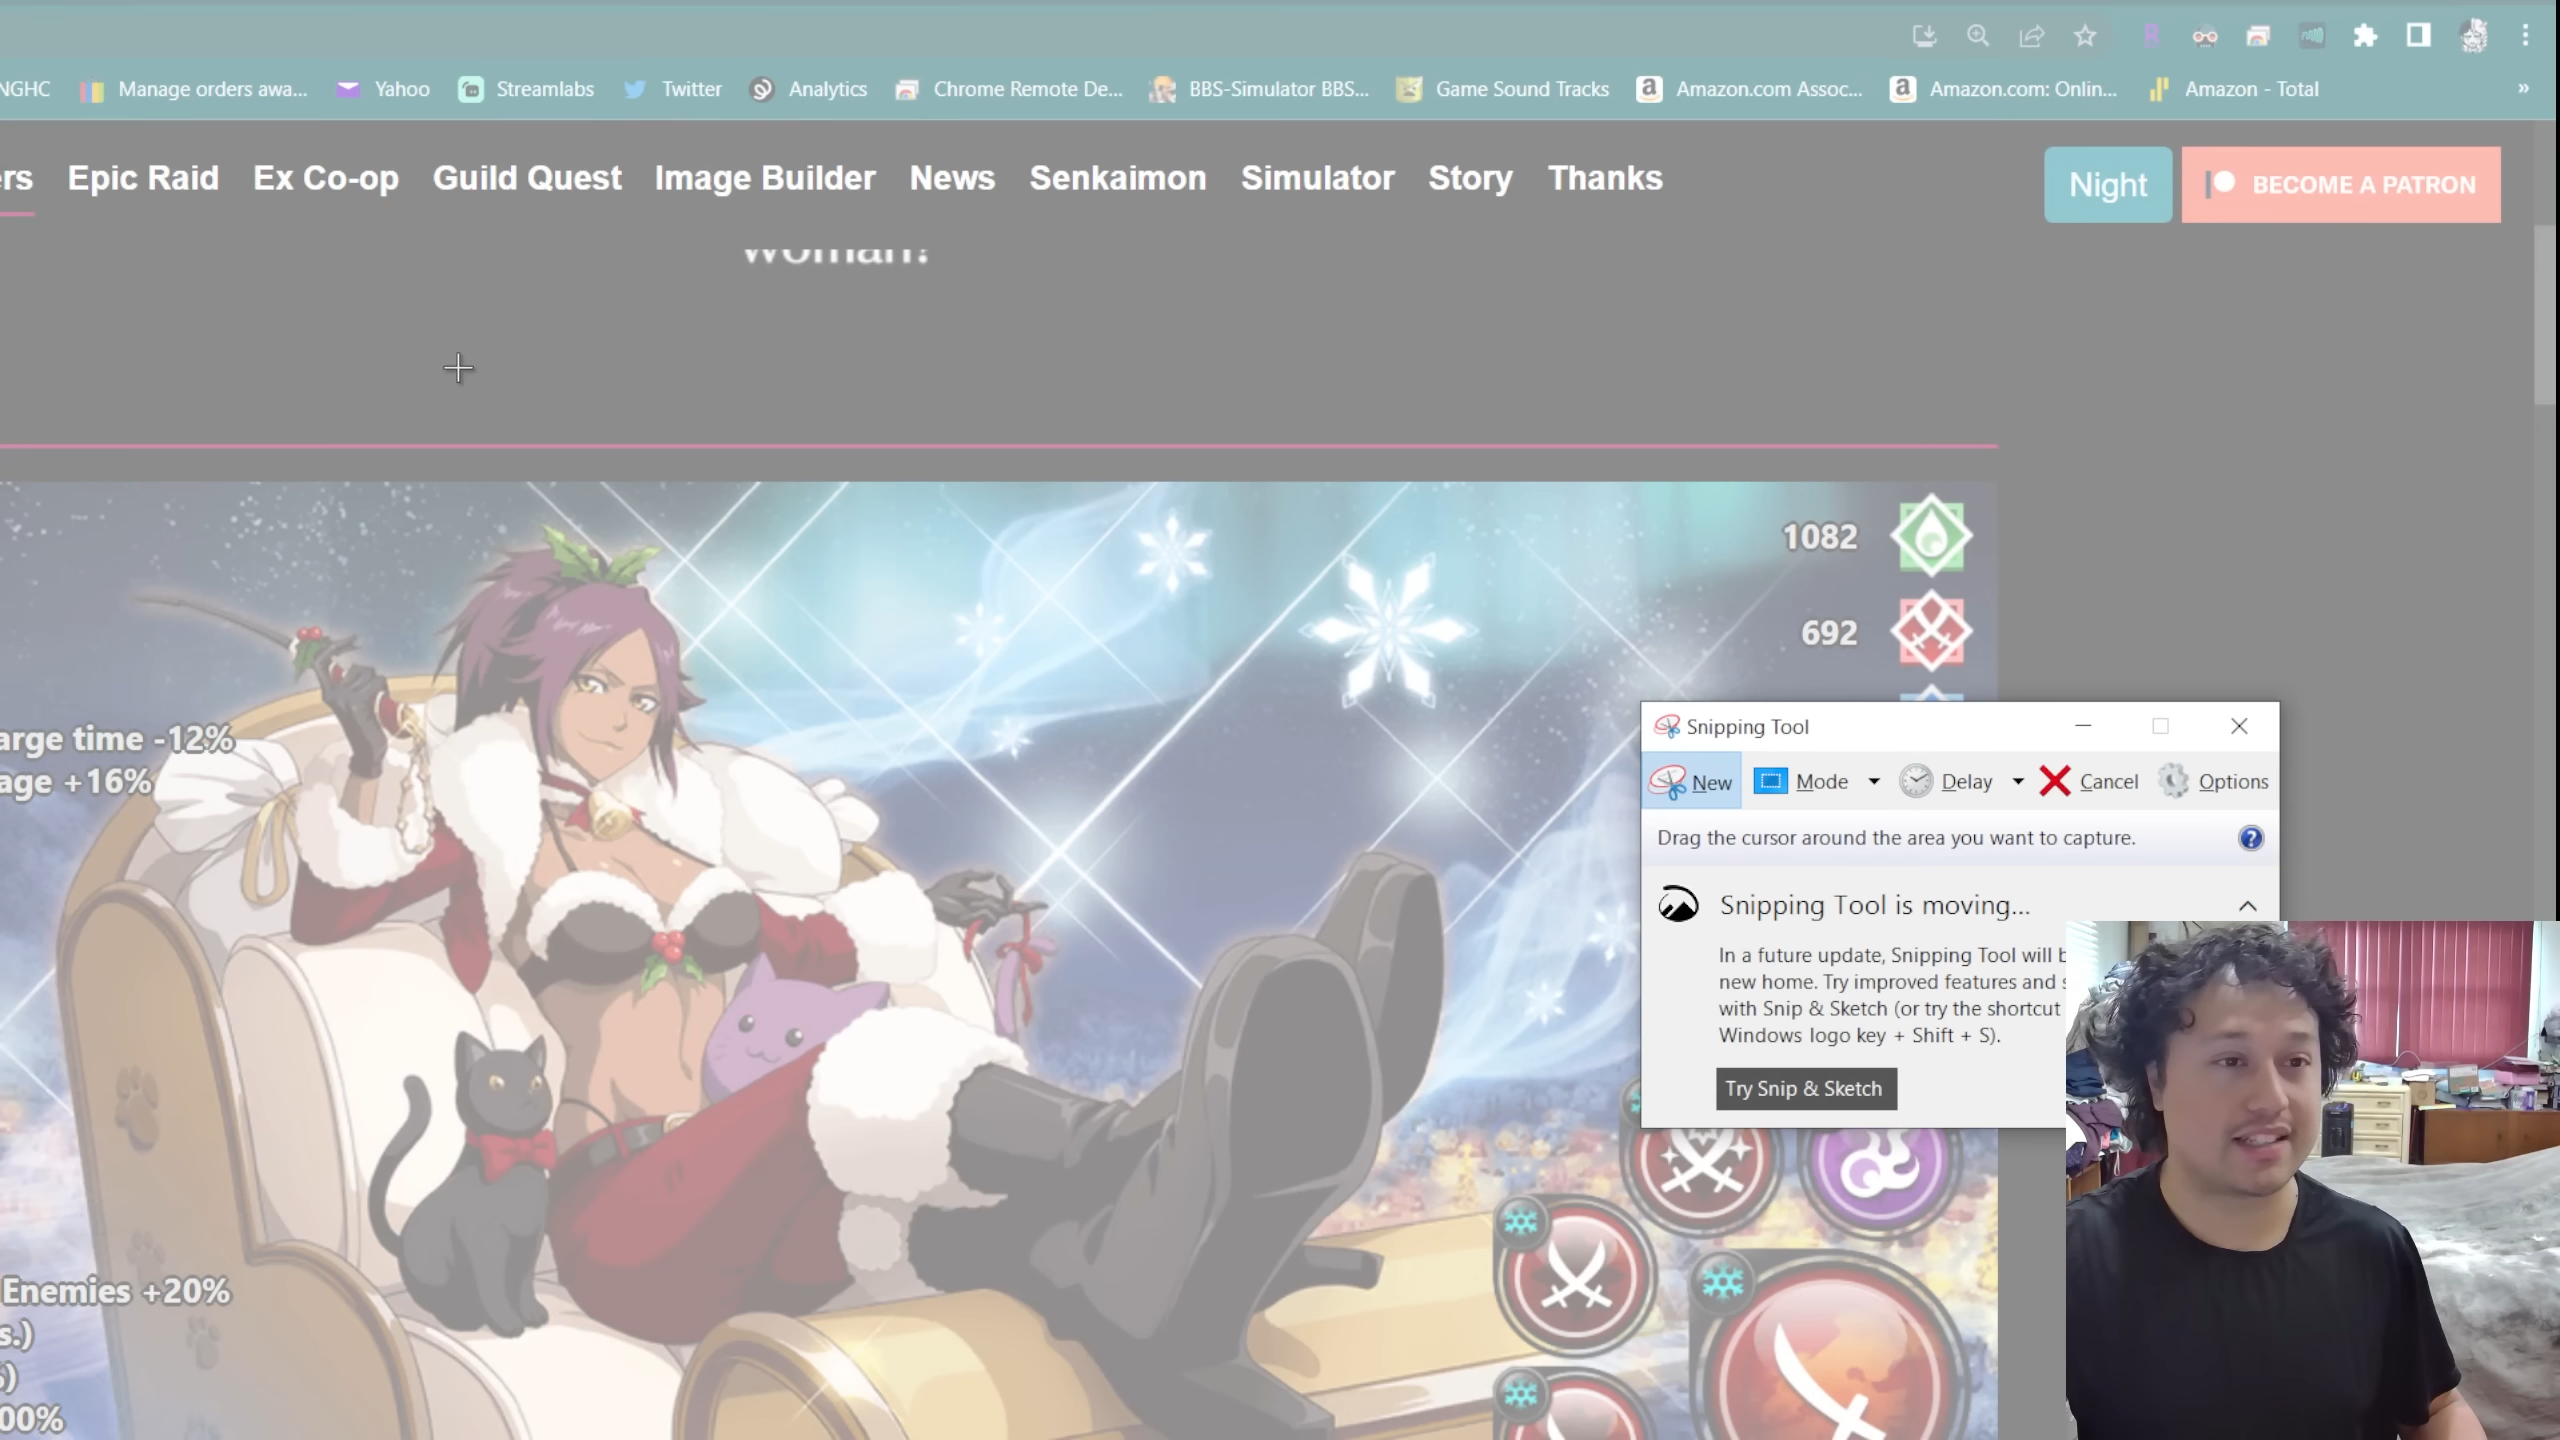 NGHC Manage orders awa... Yahoo Streamlabs Twitter Analytics Chrome Remote De... BBS-Simulator BBS... Game Sound Tracks Amazon.com Assoc... Amazon.com: Onlin... Amazon - Total »
ers Epic Raid Ex Co-op Guild Quest Image Builder News Senkaimon Simulator Story Thanks Night BECOME A PATRON
woman?
1082
692
arge time -12%
age +16%
Enemies +20%
s.)
00%
Snipping Tool
New Mode Delay Cancel Options
Drag the cursor around the area you want to capture.
Snipping Tool is moving...
In a future update, Snipping Tool will b
new home. Try improved features and s
with Snip & Sketch (or try the shortcut
Windows logo key + Shift + S).
Try Snip & Sketch